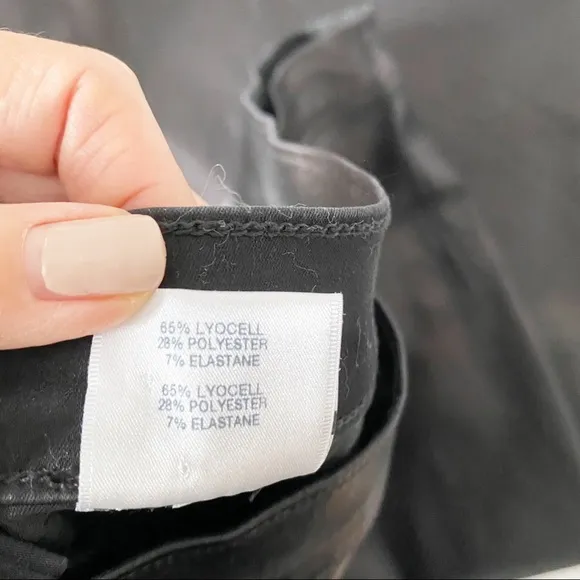 65% LYOCELL
28% POLYESTER
7% ELASTANE
65% LYOCELL
28% POLYESTER
7% ELASTANE